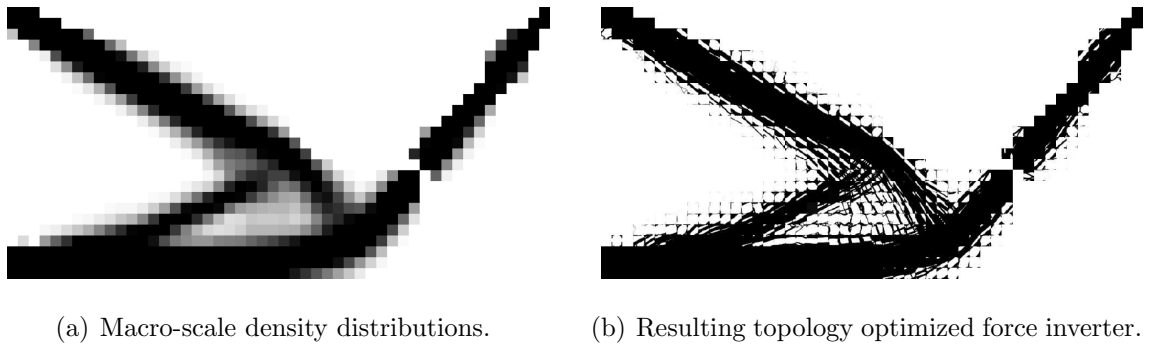 (a) Macro-scale density distributions.
(b) Resulting topology optimized force inverter.